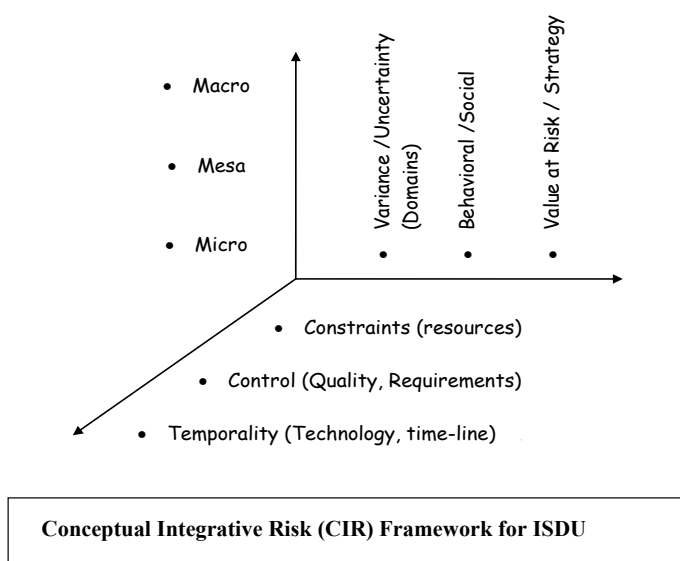 • Macro
• Mesa
• Micro
• Variance /Uncertainty
(Domains)
• Behavioral /Social
• Value at Risk / Strategy
• Constraints (resources)
• Control (Quality, Requirements)
• Temporality (Technology, time-line)
Conceptual Integrative Risk (CIR) Framework for ISDU